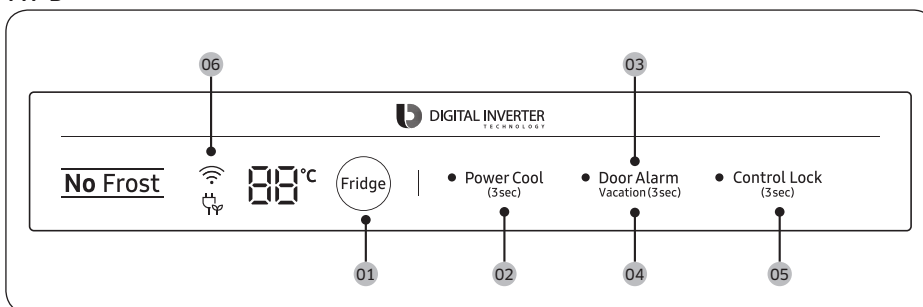 06
03
DIGITAL INVERTER
TECHNOLOGY
No Frost
88°C
Fridge
Power Cool
(3sec)
Door Alarm
Vacation(3sec)
Control Lock
(3sec)
01
02
04
05